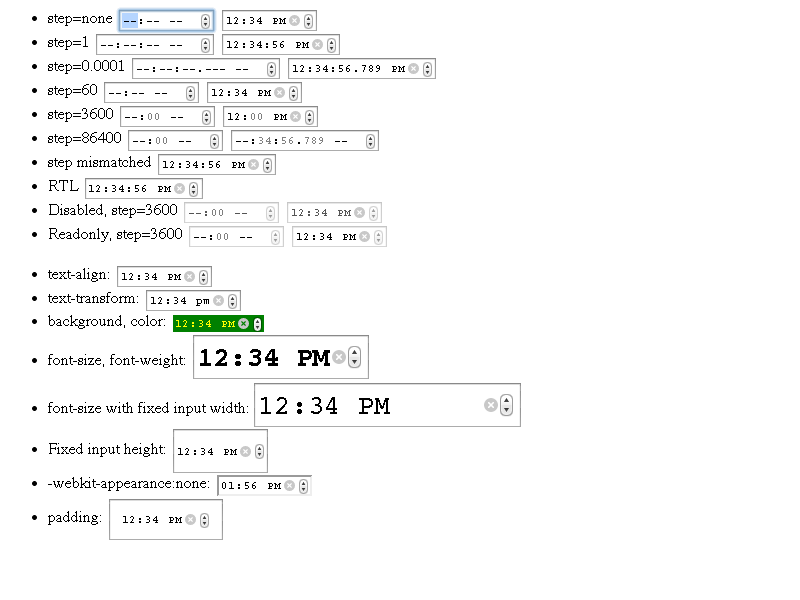 step=none --:-- -- 12:34 PM
step=1 --:--:-- -- 12:34:56 PM
step=0.0001 --:--:--.--- -- 12:34:56.789 PM
step=60 --:-- -- 12:34 PM
step=3600 --:00 -- 12:00 PM
step=86400 --:00 -- --:34:56.789 --
step mismatched 12:34:56 PM
RTL 12:34:56 PM
Disabled, step=3600 --:00 -- 12:34 PM
Readonly, step=3600 --:00 -- 12:34 PM
text-align: 12:34 PM
text-transform: 12:34 pm
background, color: 12:34 PM
font-size, font-weight: 12:34 PM
font-size with fixed input width: 12:34 PM
Fixed input height: 12:34 PM
-webkit-appearance:none: 01:56 PM
padding: 12:34 PM